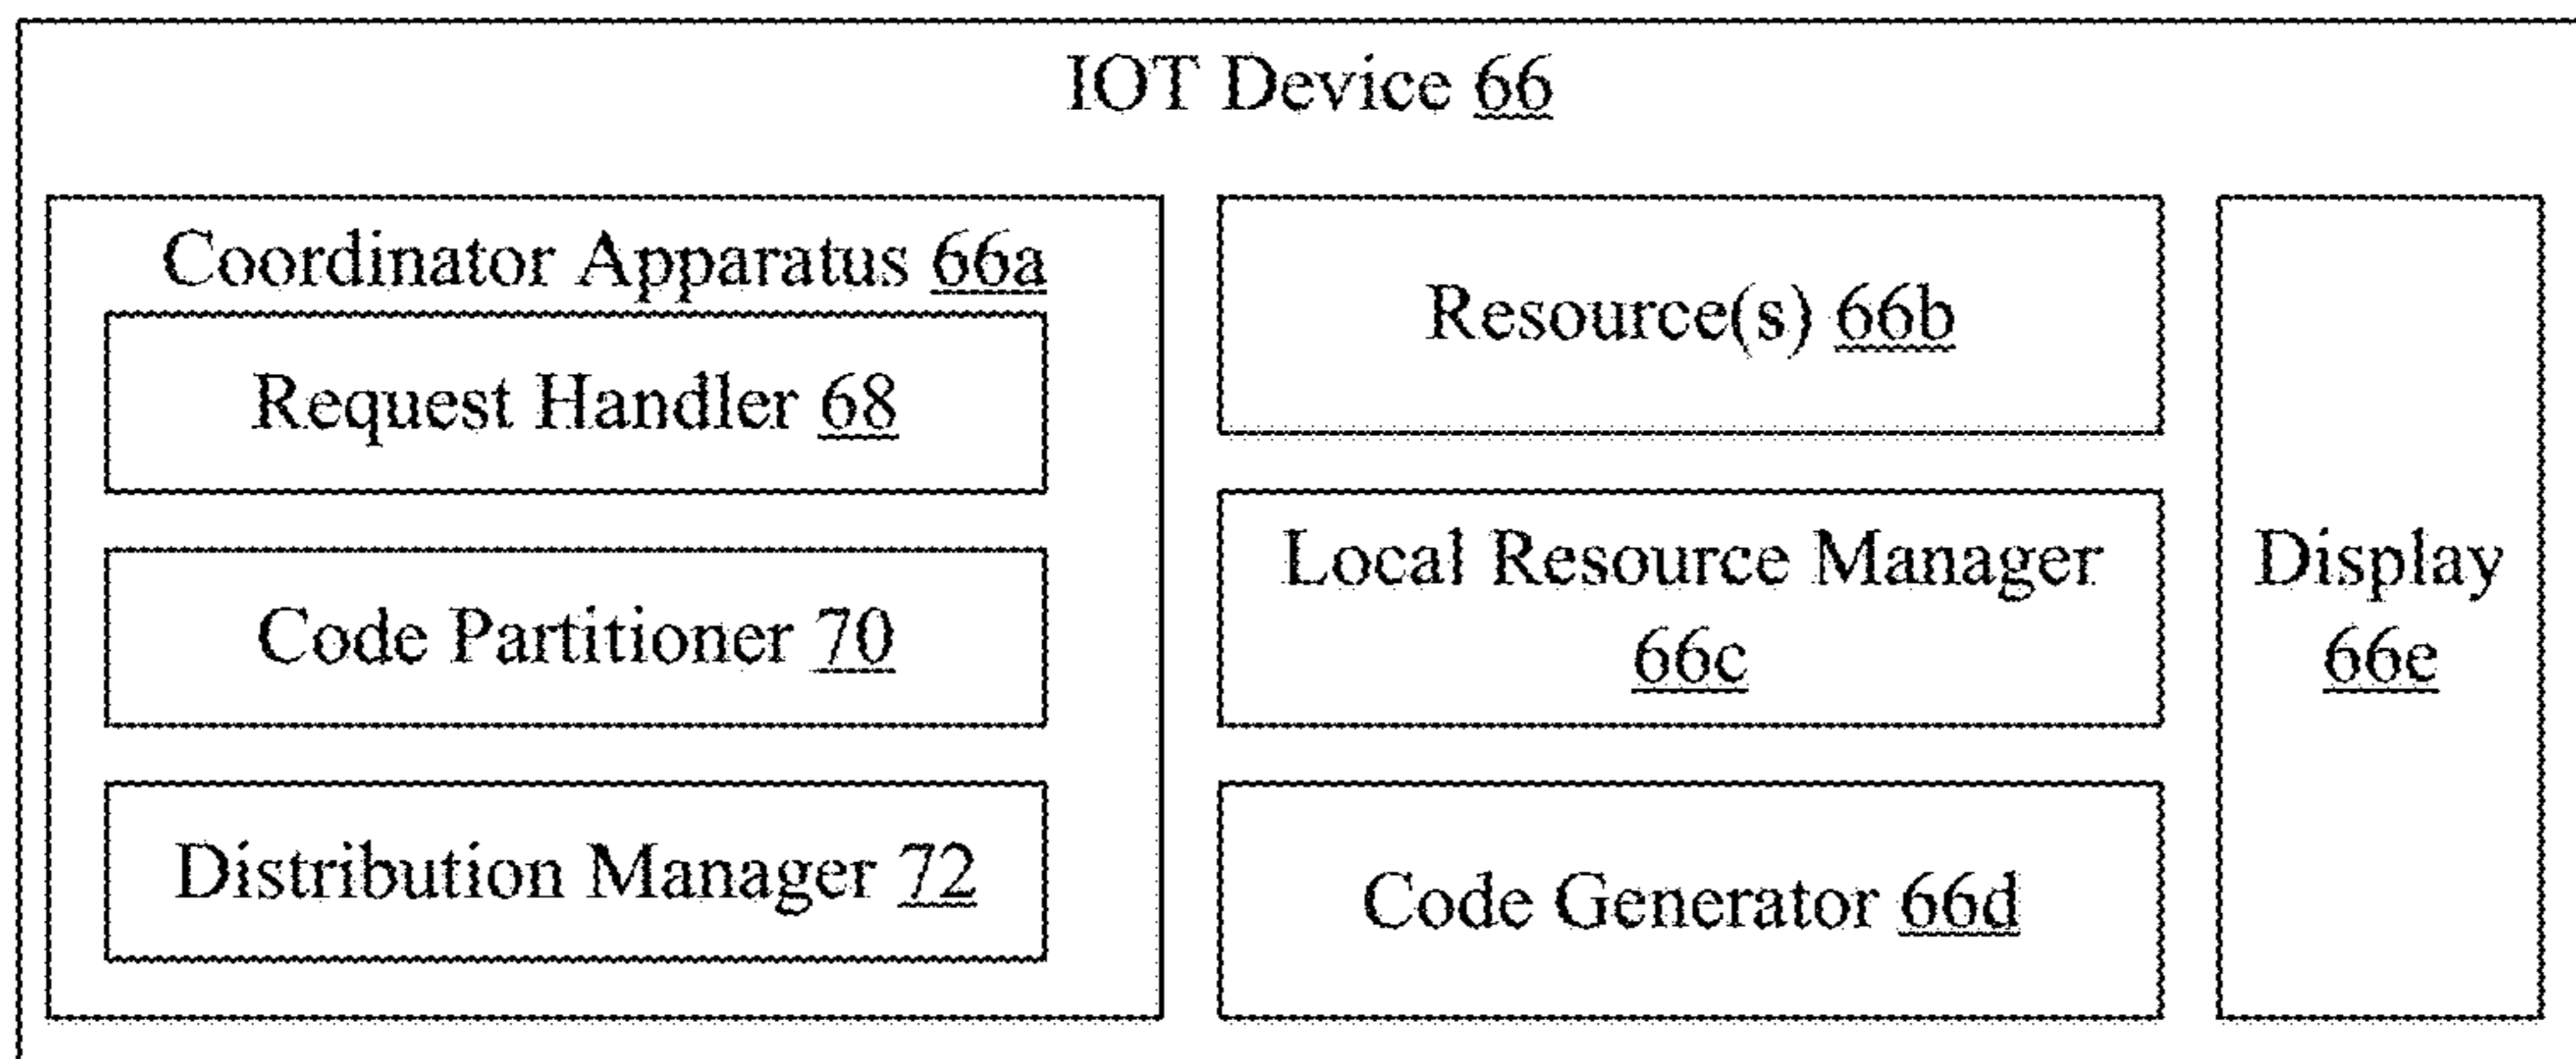 IOT Device 66
Coordinator Apparatus 66a
Request Handler 68
Code Partitioner 70
Distribution Manager 72
Resource(s) 66b
Local Resource Manager
66c
Code Generator 66d
Display
66e